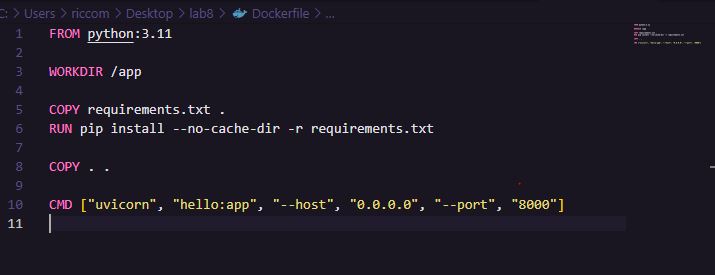 C: > Users > riccom > Desktop > lab8 > Dockerfile > ...
1 FROM python:3.11
2
3 WORKDIR /app
4
5 COPY requirements.txt .
6 RUN pip install --no-cache-dir -r requirements.txt
7
8 COPY . .
9
10 CMD ["uvicorn", "hello:app", "--host", "0.0.0.0", "--port", "8000"]
11